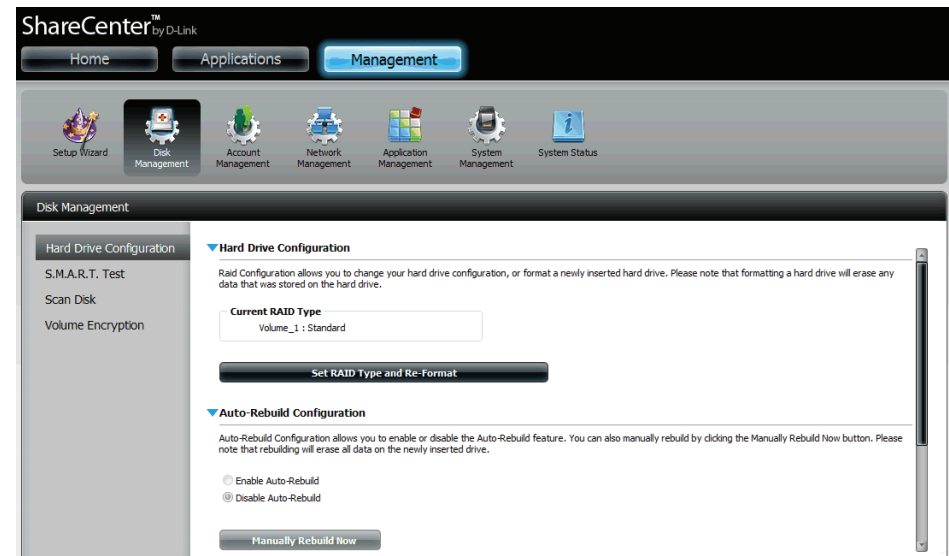 ShareCenter™ by D-Link
Home Applications Management
Setup Wizard
Disk
Management
Account
Management
Network
Management
Application
Management
System
Management
System Status
Disk Management
Hard Drive Configuration
S.M.A.R.T. Test
Scan Disk
Volume Encryption
Hard Drive Configuration
Raid Configuration allows you to change your hard drive configuration, or format a newly inserted hard drive. Please note that formatting a hard drive will erase any
data that was stored on the hard drive.
Current RAID Type
Volume_1 : Standard
Set RAID Type and Re-Format
Auto-Rebuild Configuration
Auto-Rebuild Configuration allows you to enable or disable the Auto-Rebuild feature. You can also manually rebuild by clicking the Manually Rebuild Now button. Please
note that rebuilding will erase all data on the newly inserted drive.
Enable Auto-Rebuild
Disable Auto-Rebuild
Manually Rebuild Now